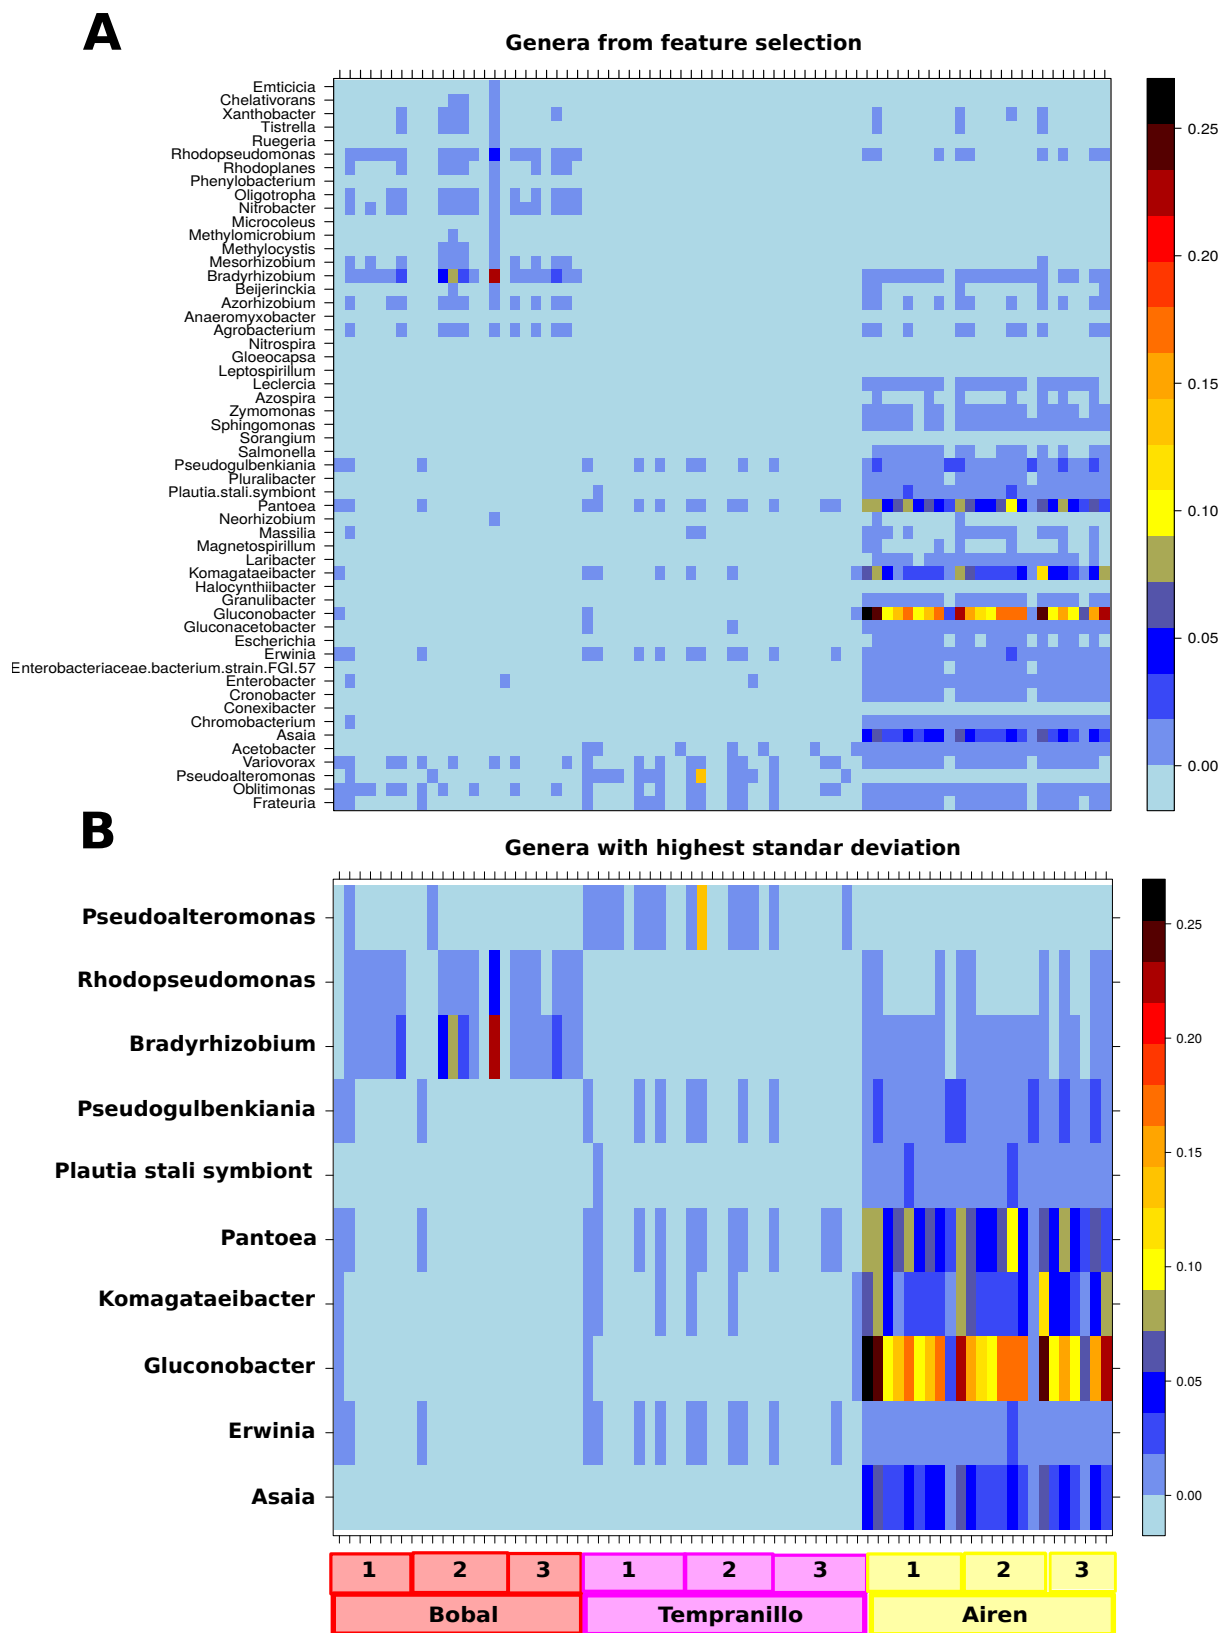 A
Genera from feature selection
Emticicia
Chelativorans
Xanthobacter
Tistrella
Ruegeria
Rhodopseudomonas
Rhodoplanes
Phenylobacterium
Oligotropha
Nitrobacter
Microcoleus
Methylomicrobium
Methylocystis
Mesorhizobium
Bradyrhizobium
Beijerinckia
Azorhizobium
Anaeromyxobacter
Agrobacterium
Nitrospira
Gloeocapsa
Leptospirillum
Leclercia
Azospira
Zymomonas
Sphingomonas
Sorangium
Salmonella
Pseudogulbenkiania
Pluralibacter
Plautia.stali.symbiont
Pantoea
Neorhizobium
Massilia
Magnetospirillum
Laribacter
Komagataeibacter
Halocynthiibacter
Granulibacter
Gluconobacter
Gluconacetobacter
Escherichia
Erwinia
Enterobacteriaceae.bacterium.strain.FGI.57
Enterobacter
Cronobacter
Conexibacter
Chromobacterium
Asaia
Acetobacter
Variovorax
Pseudoalteromonas
Oblitimonas
Frateuria
0.25
0.20
0.15
0.10
0.05
0.00
B
Genera with highest standar deviation
Pseudoalteromonas
Rhodopseudomonas
Bradyrhizobium
Pseudogulbenkiania
Plautia stali symbiont
Pantoea
Komagataeibacter
Gluconobacter
Erwinia
Asaia
0.25
0.20
0.15
0.10
0.05
0.00
1 2 3 1 2 3 1 2 3
Bobal Tempranillo Airen